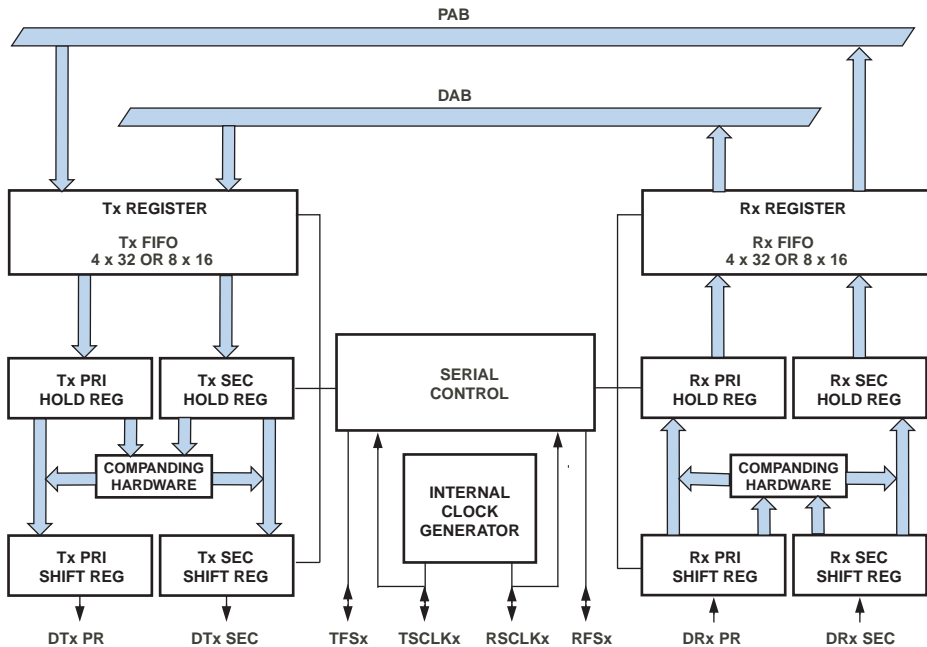 PAB
DAB
Tx REGISTER
Tx FIFO
4 x 32 OR 8 x 16
Rx REGISTER
Rx FIFO
4 x 32 OR 8 x 16
Tx PRI
HOLD REG
Tx SEC
HOLD REG
SERIAL
CONTROL
Rx PRI
HOLD REG
Rx SEC
HOLD REG
COMPANDING
HARDWARE
INTERNAL
CLOCK
GENERATOR
COMPANDING
HARDWARE
Tx PRI
SHIFT REG
Tx SEC
SHIFT REG
Rx PRI
SHIFT REG
Rx SEC
SHIFT REG
DTx PR
DTx SEC
TFSx
TSCLKx
RSCLKx
RFSx
DRx PRI
DRx SEC